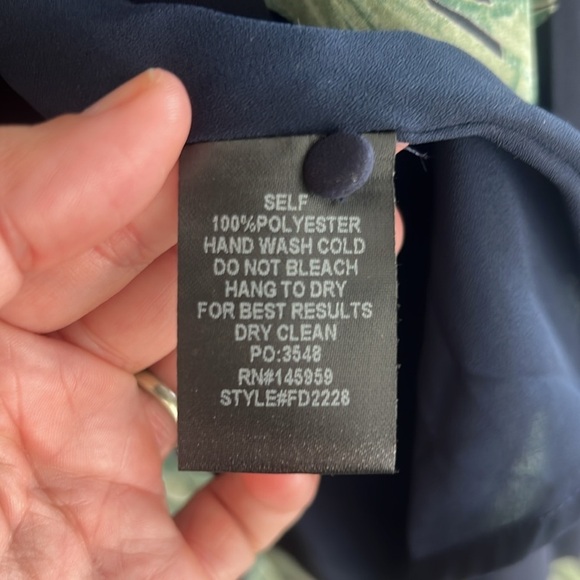 SELF
100%POLYESTER
HAND WASH COLD
DO NOT BLEACH
HANG TO DRY
FOR BEST RESULTS
DRY CLEAN
PO:3548
RN#145959
STYLE#FD2228